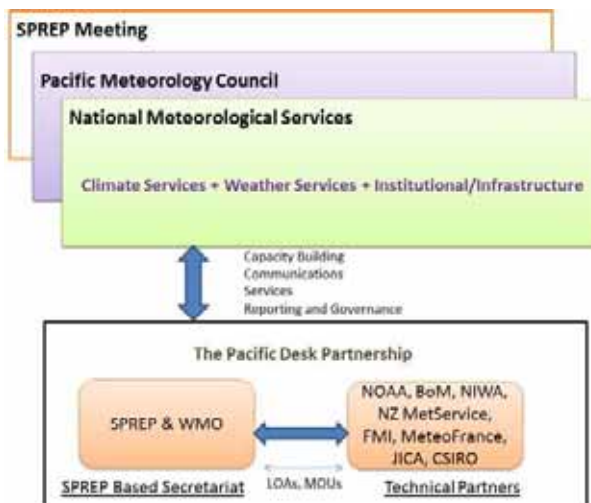 SPREP Meeting
Pacific Meteorology Council
National Meteorological Services
Climate Services + Weather Services + Institutional/Infrastructure
Capacity Building
Communications
Services
Reporting and Governance
The Pacific Desk Partnership
SPREP & WMO
NOAA, BoM, NIWA,
NZ MetService,
FMI, MeteoFrance,
JICA, CSIRO
LOAs, MOUs
SPREP Based Secretariat
Technical Partners